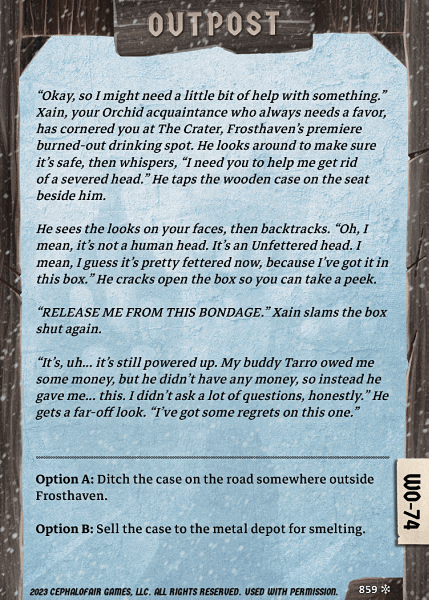 OUTPOST
“Okay, so I might need a little bit of help with something.”
Xain, your Orchid acquaintance who always needs a favor,
has cornered you at The Crater, Frosthaven’s premiere
burned-out drinking spot. He looks around to make sure
it’s safe, then whispers, “I need you to help me get rid
of a severed head.” He taps the wooden case on the seat
beside him.
He sees the looks on your faces, then backtracks. “Oh, I
mean, it’s not a human head. It’s an Unfettered head. I
mean, I guess it’s pretty fettered now, because I’ve got it in
this box.” He cracks open the box so you can take a peek.
“RELEASE ME FROM THIS BONDAGE.” Xain slams the box
shut again.
“It’s, uh... it’s still powered up. My buddy Tarro owed me
some money, but he didn’t have any money, so instead he
gave me... this. I didn’t ask a lot of questions, honestly.” He
gets a far-off look. “I’ve got some regrets on this one.”
Option A: Ditch the case on the road somewhere outside
Frosthaven.
Option B: Sell the case to the metal depot for smelting.
WO-74
2023 CEPHALOFAIR GAMES, LLC. ALL RIGHTS RESERVED. USED WITH PERMISSION.
859